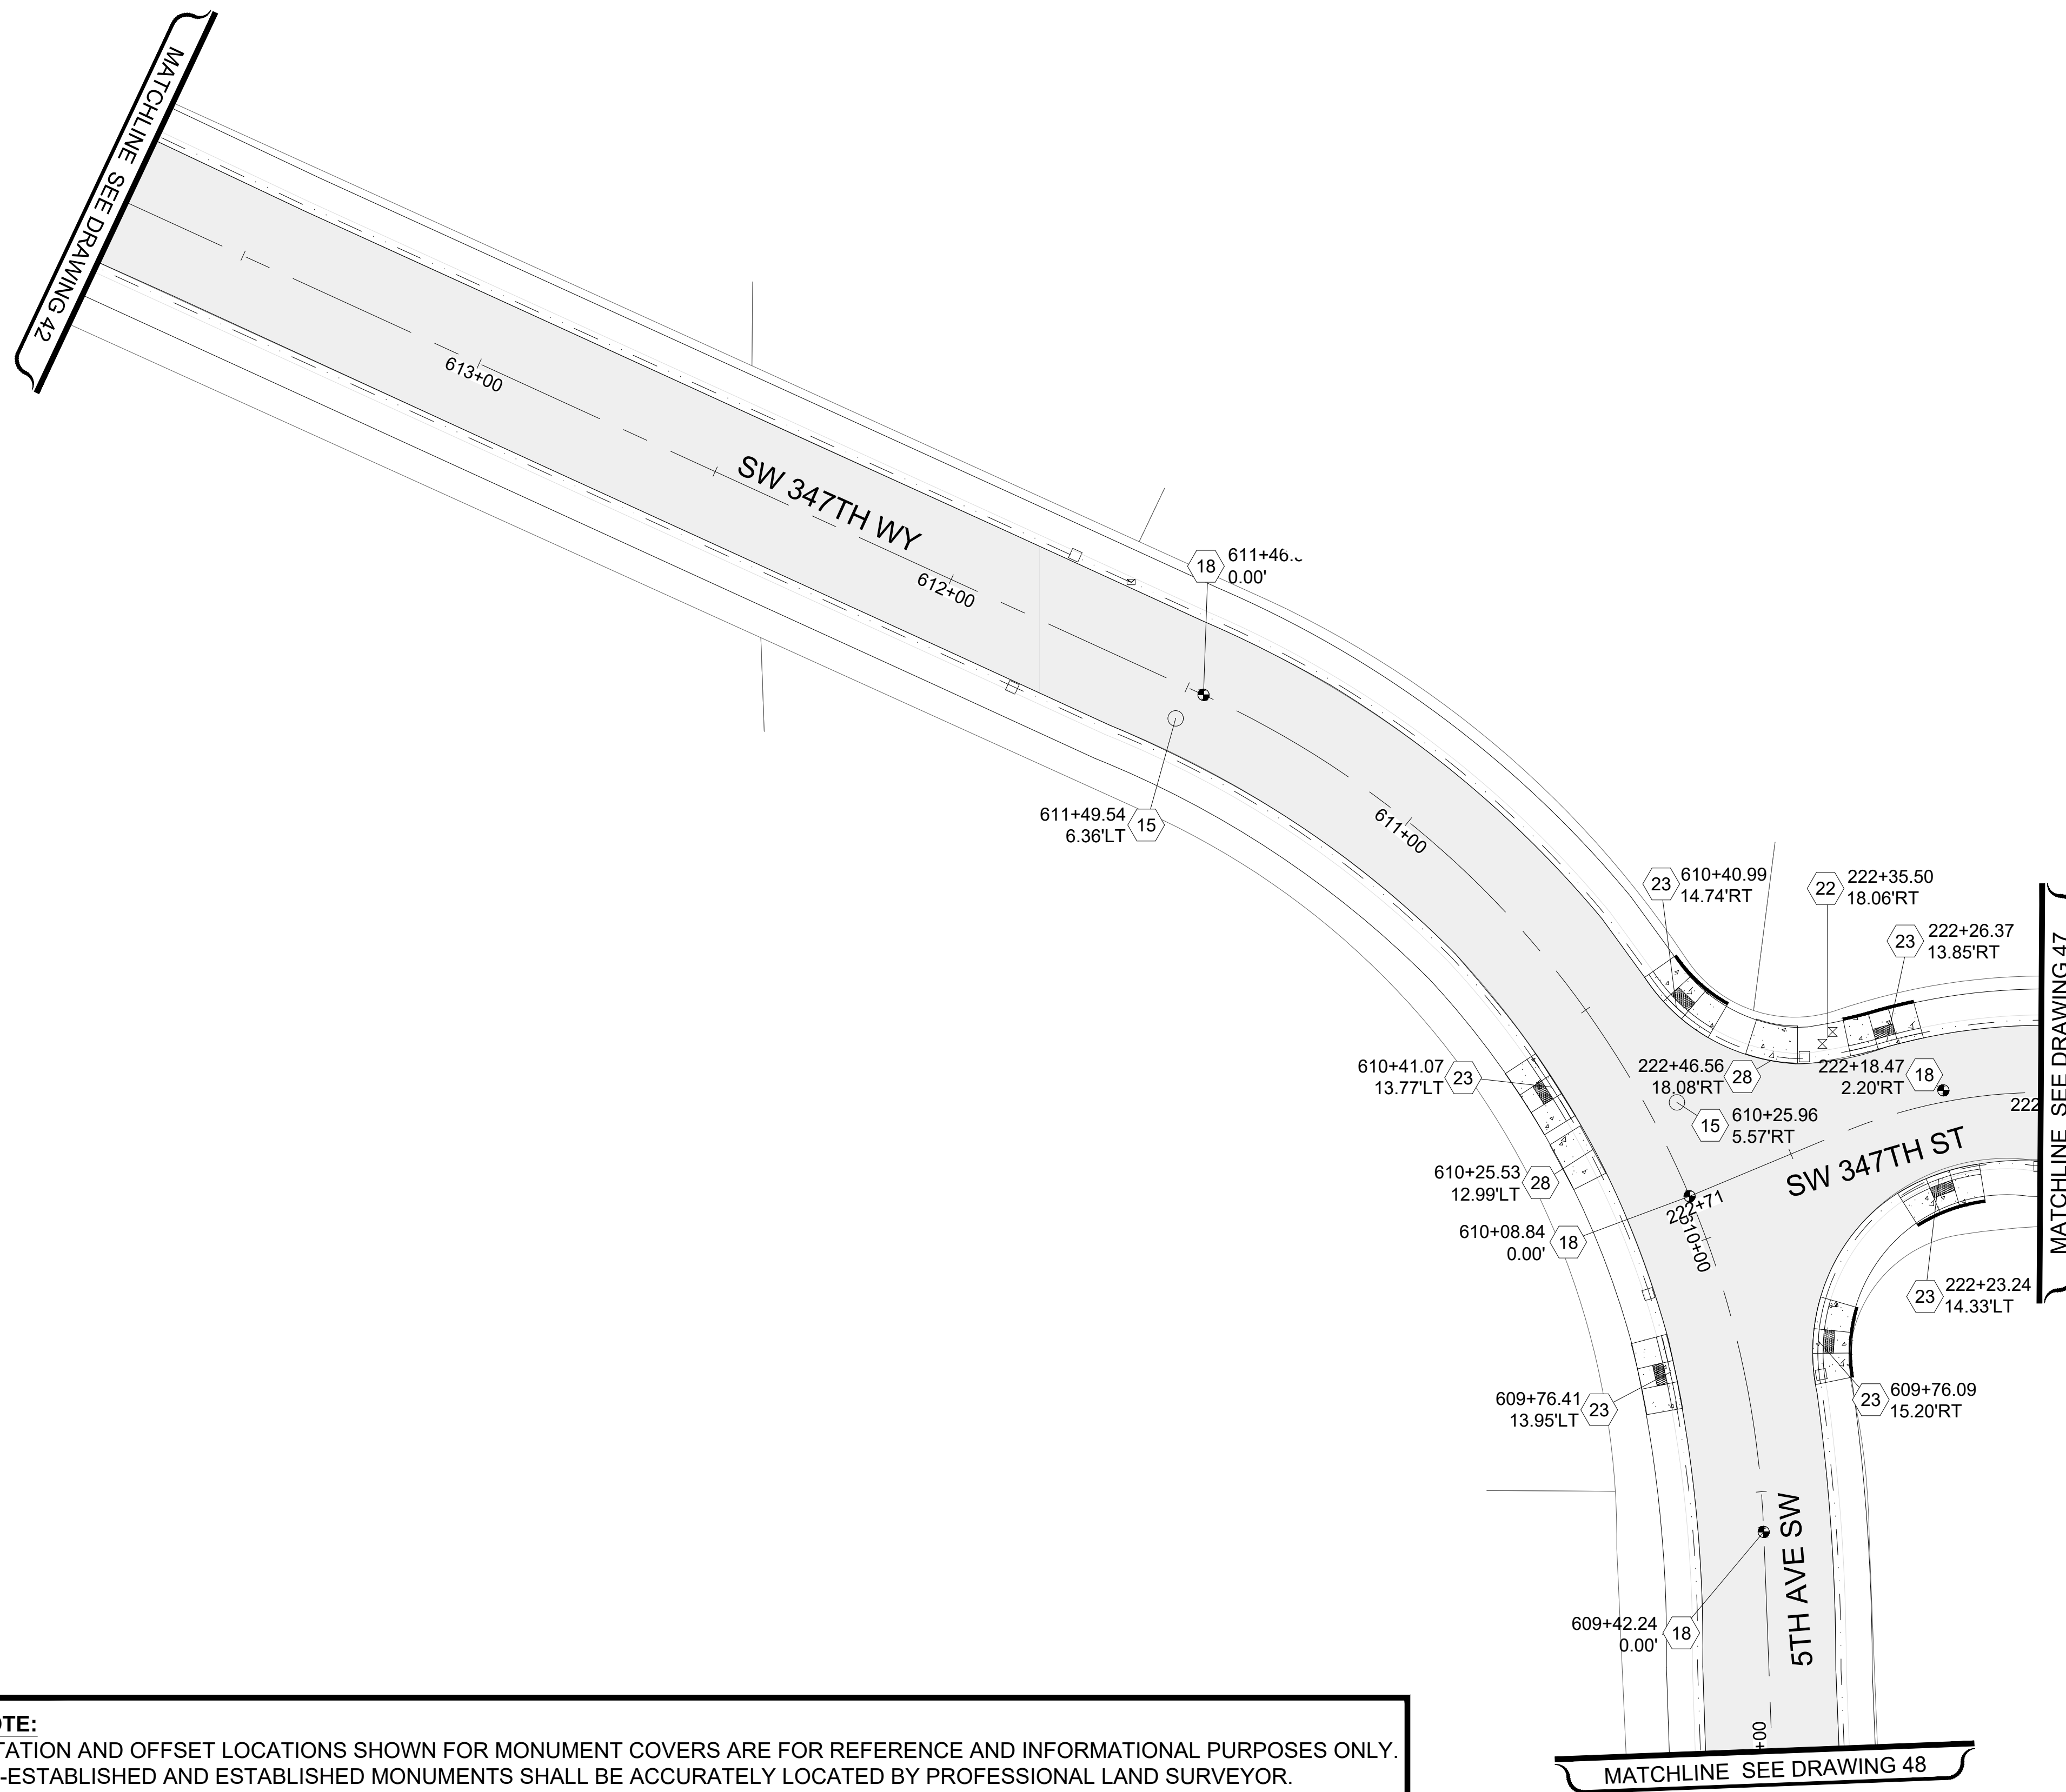 MATCHLINE SEE DRAWING 42
613+00
SW 347TH WY
612+00
18
611+46.
0.00'
611+49.54
6.36'LT
15
611+00
23
610+40.99
14.74'RT
22
222+35.50
18.06'RT
23
222+26.37
13.85'RT
MATCHLINE SEE DRAWING 47
610+41.07
13.77'LT
23
222+46.56
18.08'RT
28
222+18.47
2.20'RT
18
222
15
610+25.96
5.57'RT
SW 347TH ST
610+25.53
12.99'LT
28
222+71
610+00
610+08.84
0.00'
18
23
222+23.24
14.33'LT
609+76.41
13.95'LT
23
23
609+76.09
15.20'RT
5TH AVE SW
609+42.24
0.00'
18
+00
MATCHLINE SEE DRAWING 48
OTE:
TATION AND OFFSET LOCATIONS SHOWN FOR MONUMENT COVERS ARE FOR REFERENCE AND INFORMATIONAL PURPOSES ONLY.
-ESTABLISHED AND ESTABLISHED MONUMENTS SHALL BE ACCURATELY LOCATED BY PROFESSIONAL LAND SURVEYOR.